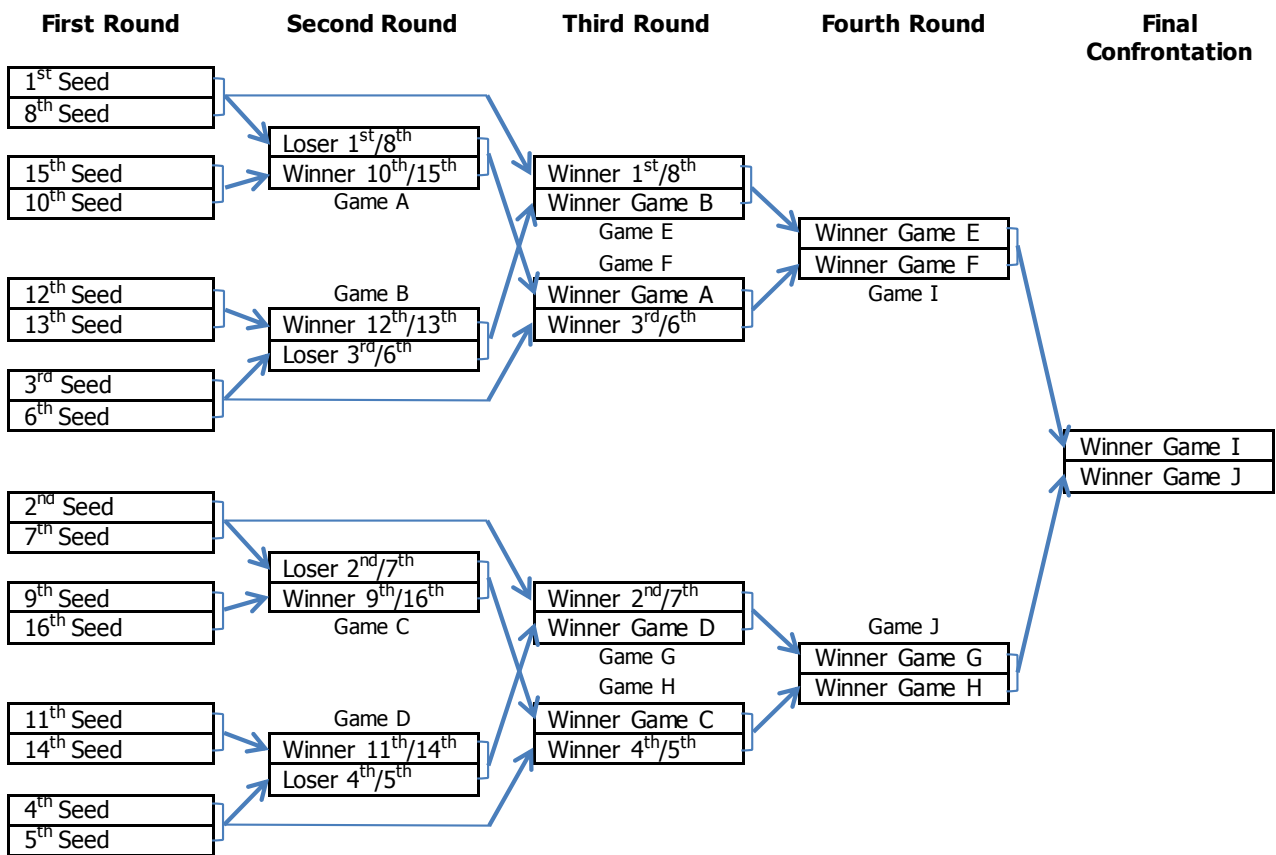 First Round
Second Round
Third Round
Fourth Round
Final
Confrontation
1st Seed
8th Seed
15th Seed
10th Seed
12th Seed
13th Seed
3rd Seed
6th Seed
2nd Seed
7th Seed
9th Seed
16th Seed
11th Seed
14th Seed
4th Seed
5th Seed
Loser 1st/8th
Winner 10th/15th
Game A
Game B
Winner 12th/13th
Loser 3rd/6th
Loser 2nd/7th
Winner 9th/16th
Game C
Game D
Winner 11th/14th
Loser 4th/5th
Winner 1st/8th
Winner Game B
Game E
Game F
Winner Game A
Winner 3rd/6th
Winner 2nd/7th
Winner Game D
Game G
Game H
Winner Game C
Winner 4th/5th
Winner Game E
Winner Game F
Game I
Game J
Winner Game G
Winner Game H
Winner Game I
Winner Game J